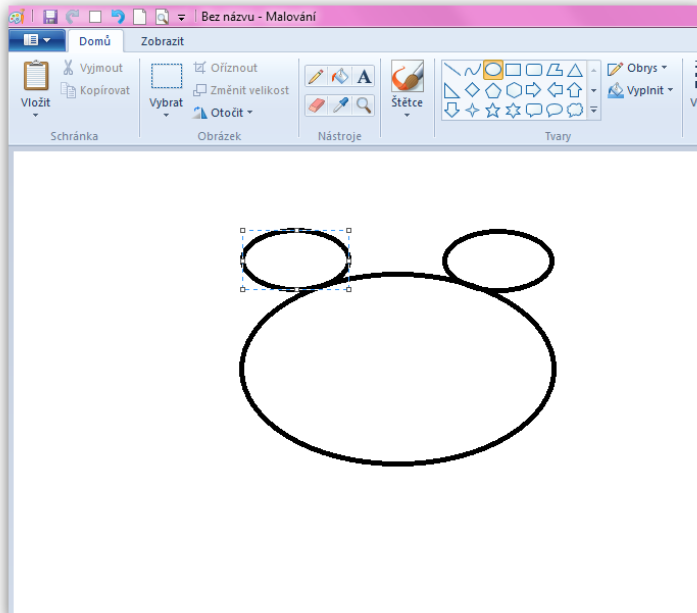 Bez názvu - Malování
Domů Zobrazit
Vložit
Vyjmout
Kopírovat
Schránka
Vybrat
Oříznout
Změnit velikost
Otočit
Obrázek
A
Nástroje
Štětce
Obrys
Vyplnit
Tvary
V